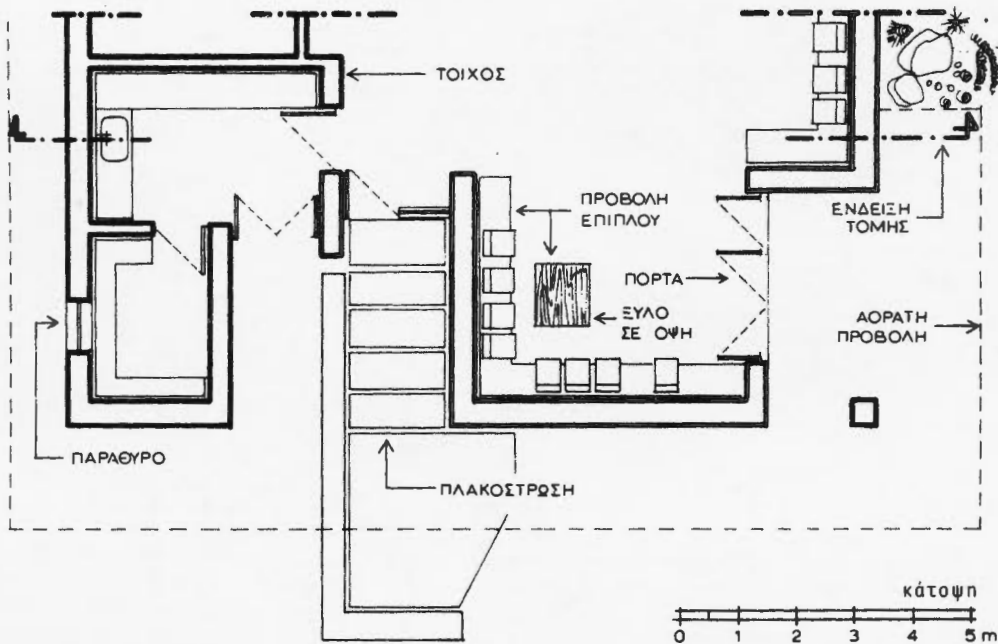 ΤΟΙΧΟΣ
ΠΡΟΒΟΛΗ
ΕΠΙΠΛΟΥ
ΕΝΔΕΙΞΗ
ΤΟΜΗΣ
ΠΟΡΤΑ
ΞΥΛΟ
ΣΕ ΟΨΗ
ΑΟΡΑΤΗ
ΠΡΟΒΟΛΗ
ΠΑΡΑΘΥΡΟ
ΠΛΑΚΟΣΤΡΩΣΗ
κάτοψη
0 1 2 3 4 5 m